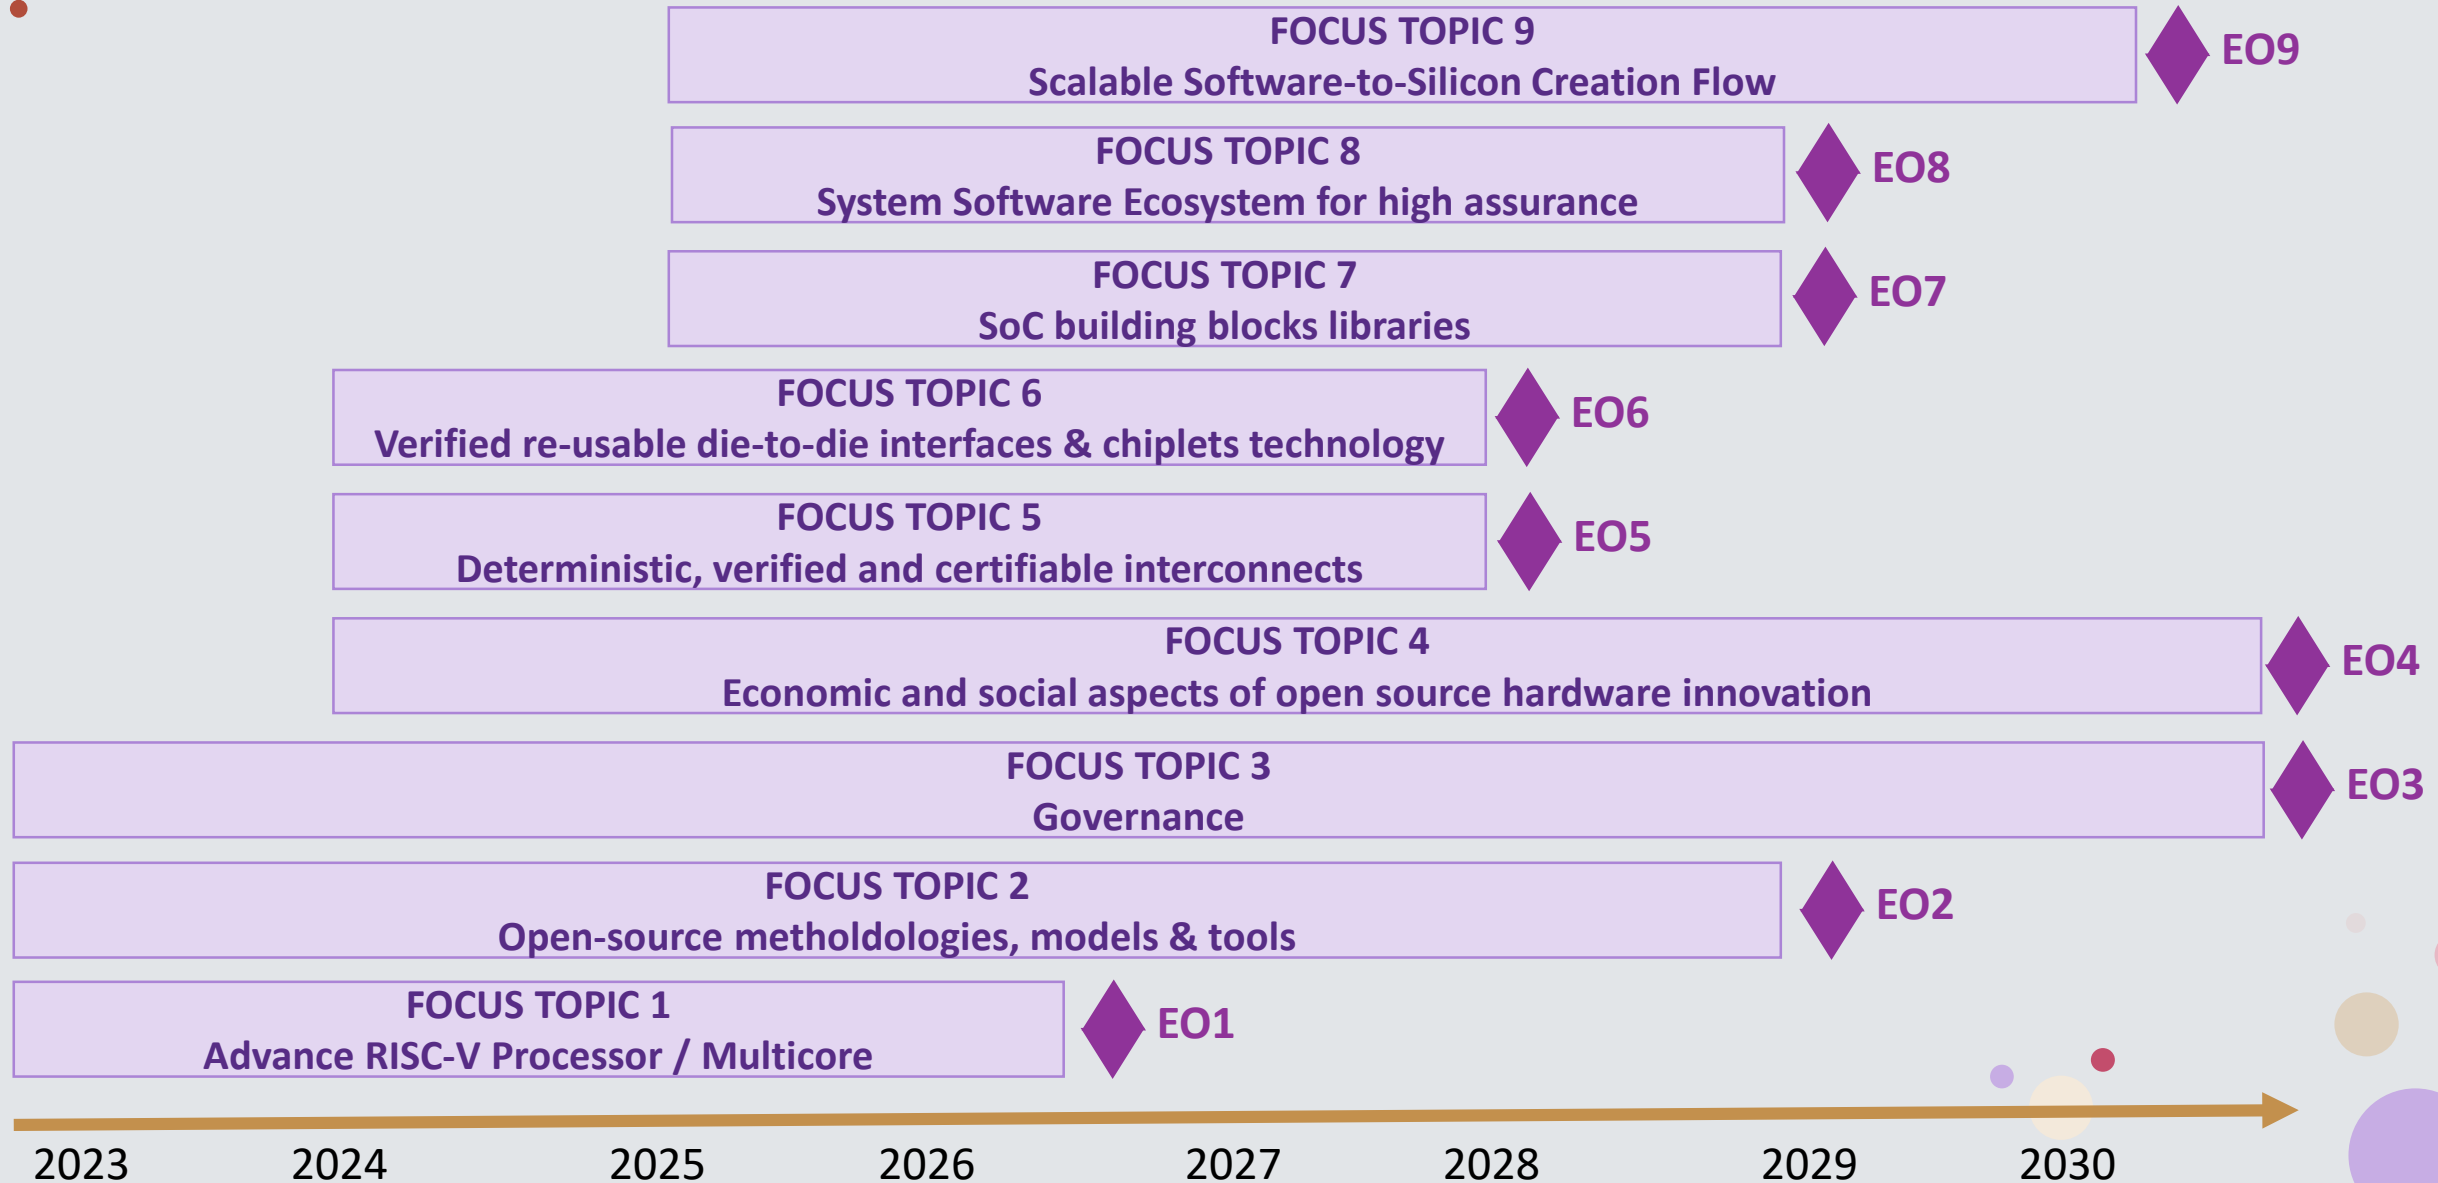 FOCUS TOPIC 9
Scalable Software-to-Silicon Creation Flow
EO9
FOCUS TOPIC 8
System Software Ecosystem for high assurance
EO8
FOCUS TOPIC 7
SoC building blocks libraries
EO7
FOCUS TOPIC 6
Verified re-usable die-to-die interfaces & chiplets technology
EO6
FOCUS TOPIC 5
Deterministic, verified and certifiable interconnects
EO5
FOCUS TOPIC 4
Economic and social aspects of open source hardware innovation
EO4
FOCUS TOPIC 3
Governance
EO3
FOCUS TOPIC 2
Open-source metholdologies, models & tools
EO2
FOCUS TOPIC 1
Advance RISC-V Processor / Multicore
EO1
2023 2024 2025 2026 2027 2028 2029 2030